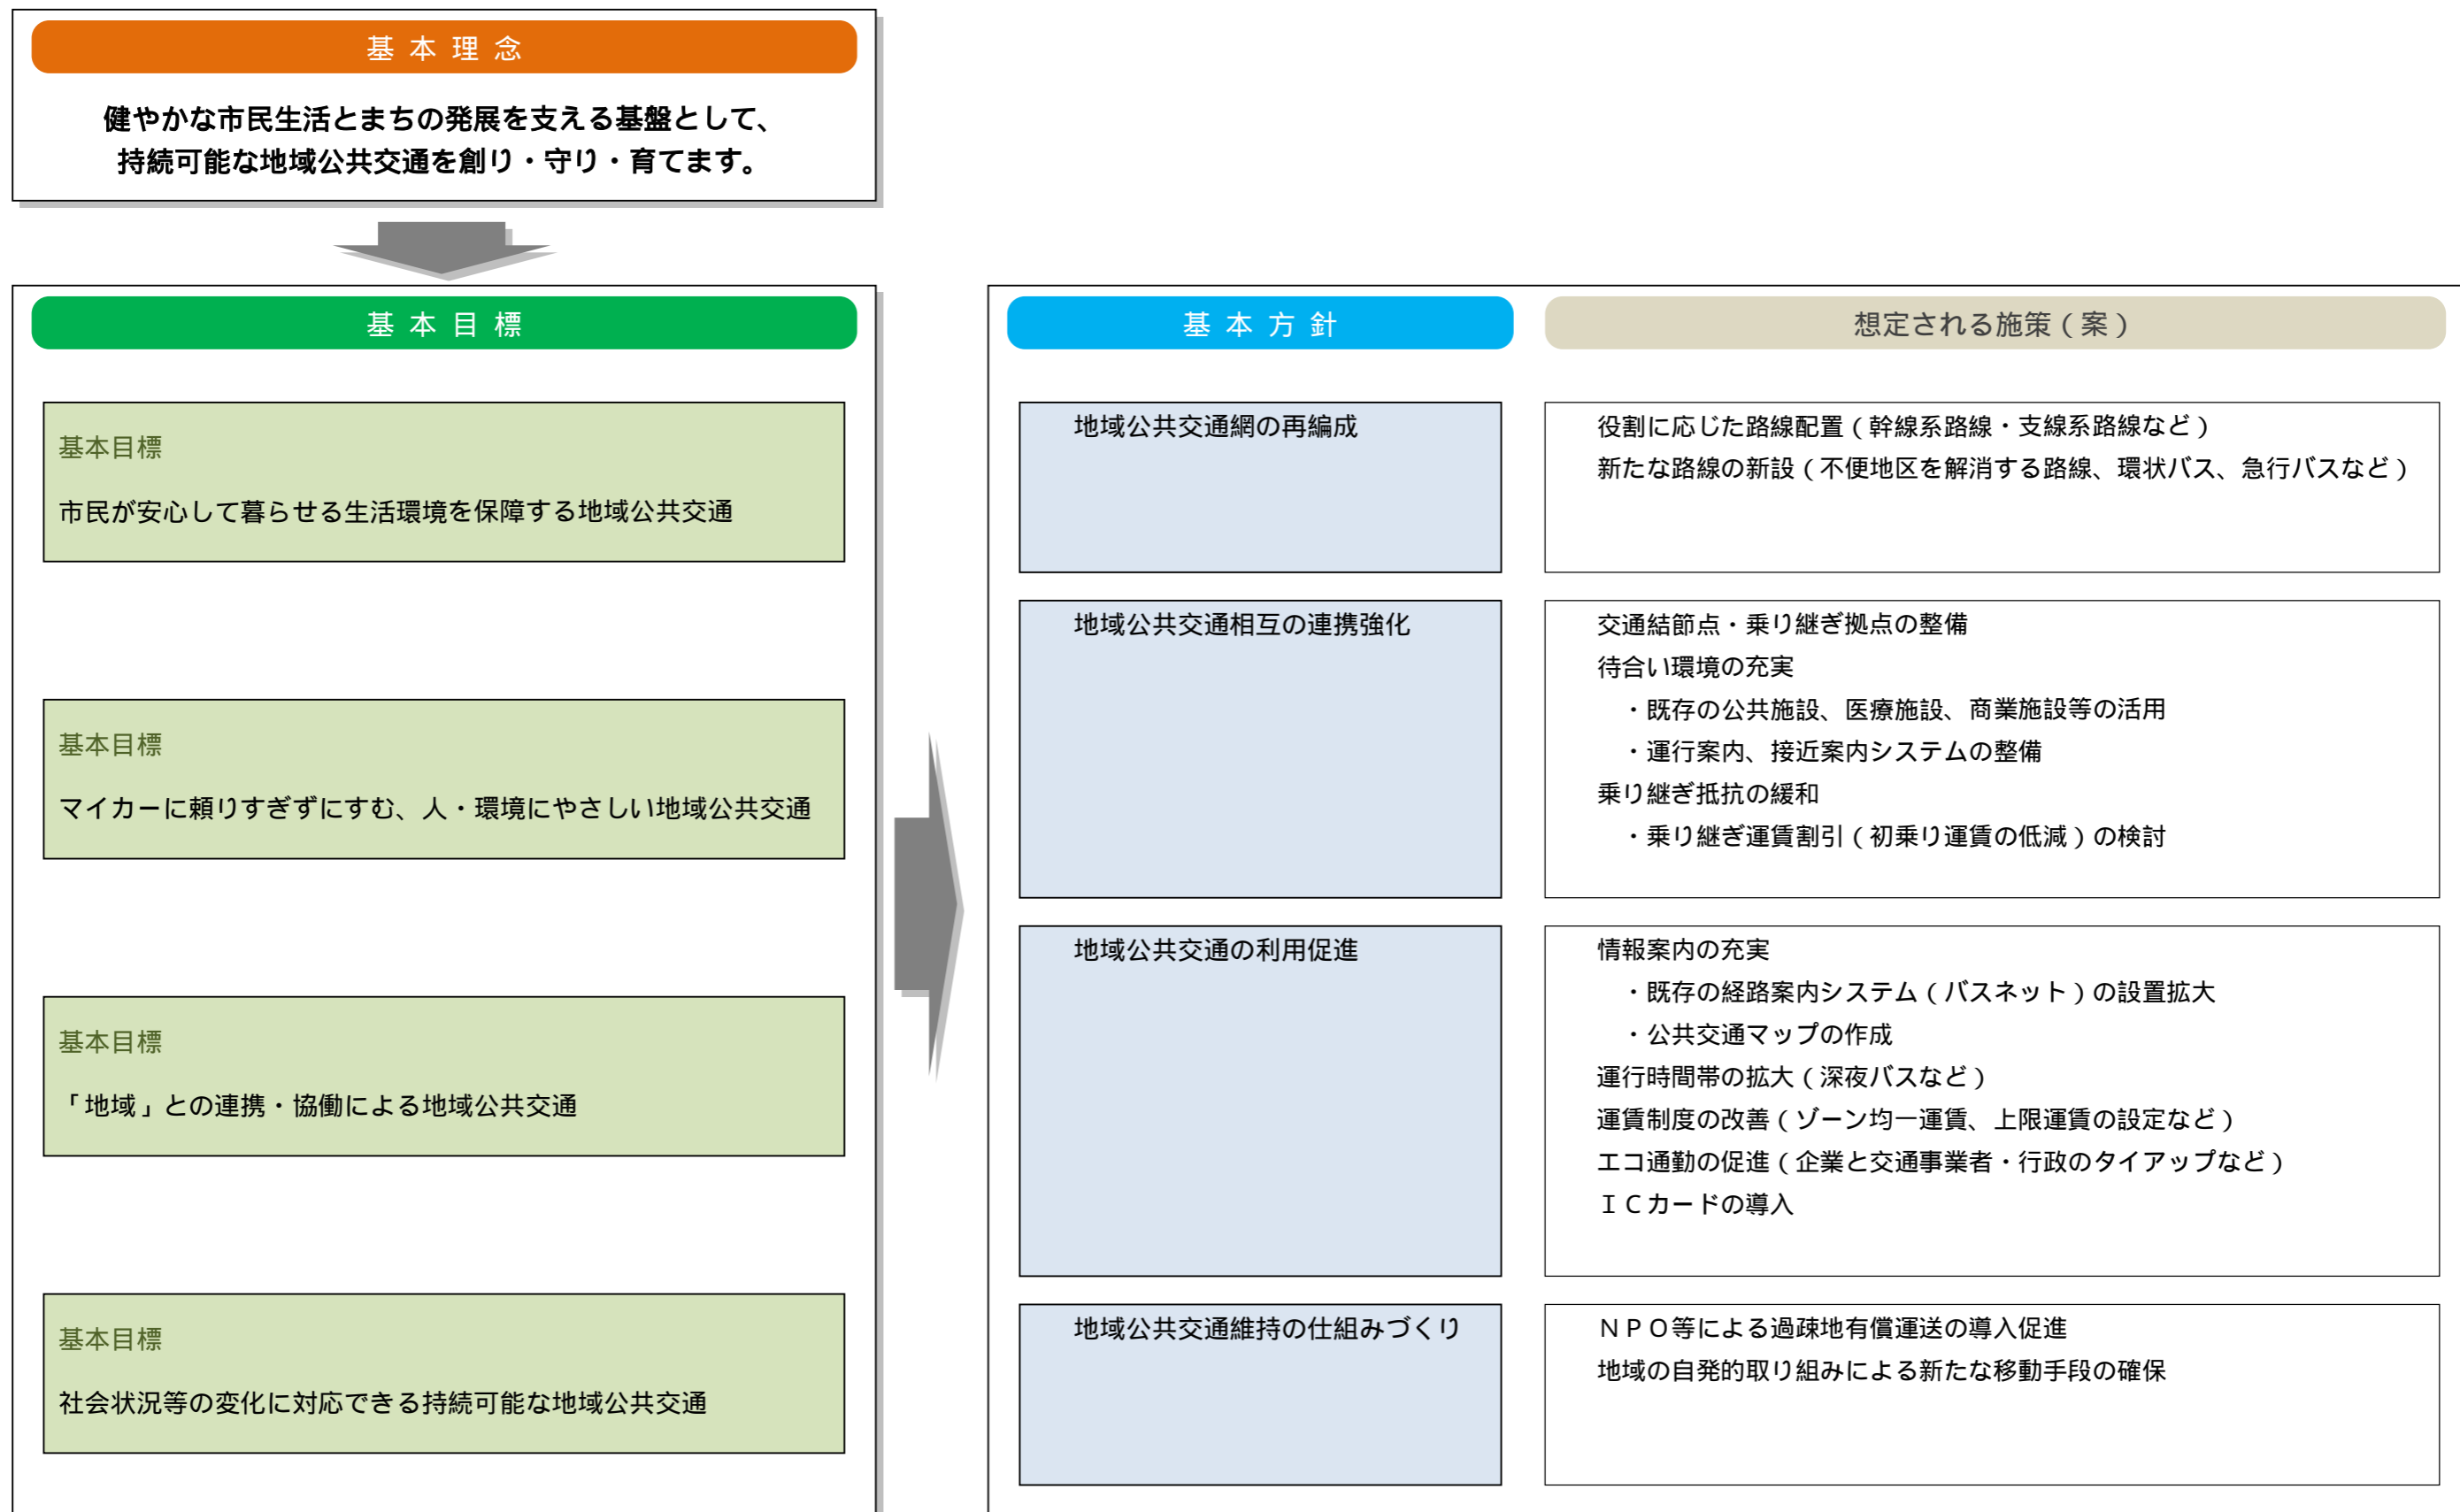 基本理念
健やかな市民生活とまちの発展を支える基盤として、
持続可能な地域公共交通を創り・守り・育てます。
基本目標
基本目標
市民が安心して暮らせる生活環境を保障する地域公共交通
基本目標
マイカーに頼りすぎずにすむ、人・環境にやさしい地域公共交通
基本目標
「地域」との連携・協働による地域公共交通
基本目標
社会状況等の変化に対応できる持続可能な地域公共交通
基本方針
想定される施策（案）
地域公共交通網の再編成
役割に応じた路線配置（幹線系路線・支線系路線など）
新たな路線の新設（不便地区を解消する路線、環状バス、急行バスなど）
地域公共交通相互の連携強化
交通結節点・乗り継ぎ拠点の整備
待合い環境の充実
・既存の公共施設、医療施設、商業施設等の活用
・運行案内、接近案内システムの整備
乗り継ぎ抵抗の緩和
・乗り継ぎ運賃割引（初乗り運賃の低減）の検討
地域公共交通の利用促進
情報案内の充実
・既存の経路案内システム（バスネット）の設置拡大
・公共交通マップの作成
運行時間帯の拡大（深夜バスなど）
運賃制度の改善（ゾーン均一運賃、上限運賃の設定など）
エコ通勤の促進（企業と交通事業者・行政のタイアップなど）
ＩＣカードの導入
地域公共交通維持の仕組みづくり
ＮＰＯ等による過疎地有償運送の導入促進
地域の自発的取り組みによる新たな移動手段の確保